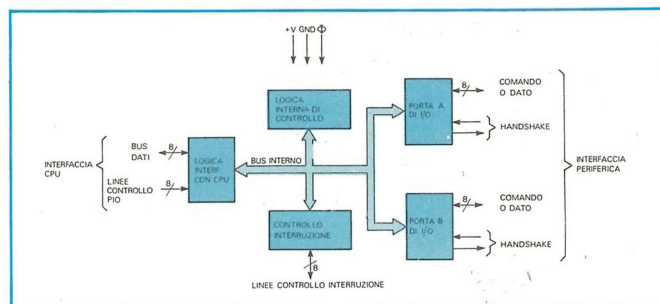 +V GND Φ
LOGICA
INTERNA DI
CONTROLLO
PORTA A
DI I/O
8
COMANDO
O DATO
HANDSHAKE
INTERFACCIA
CPU
BUS
DATI
8
LINEE
CONTROLLO
PIO
8
LOGICA
INTERF.
CON CPU
BUS INTERNO
INTERFACCIA
PERIFERICA
CONTROLLO
INTERRUZIONE
8
LINEE CONTROLLO INTERRUZIONE
PORTA B
DI I/O
8
COMANDO
O DATO
HANDSHAKE